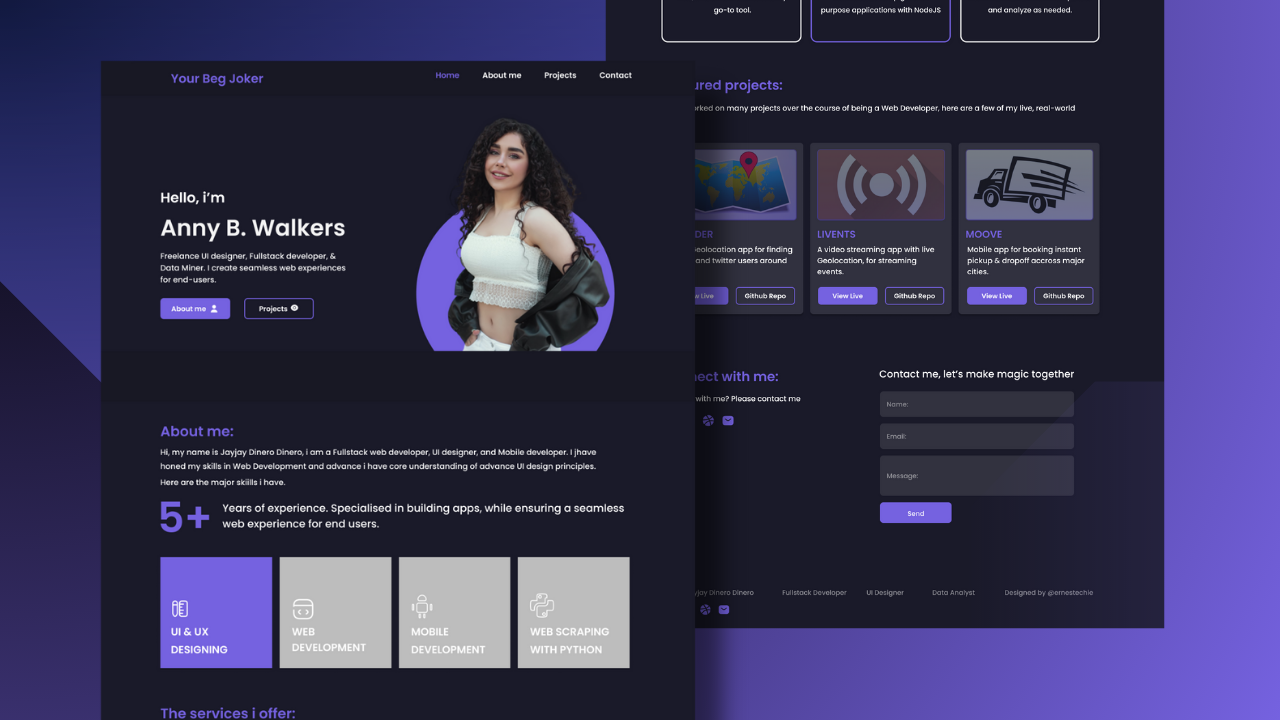 Your Beg Joker
Home
About me
Projects
Contact
Hello, i'm
Anny B. Walkers
Freelance UI designer, Fullstack developer, &
Data Miner. I create seamless web experiences
for end-users.
About me
Projects
About me:
Hi, my name is Jayjay Dinero Dinero, i am a Fullstack web developer, UI designer, and Mobile developer. I jhave
honed my skills in Web Development and advance i have core understanding of advance UI design principles.
Here are the major skiills i have.
5+
Years of experience. Specialised in building apps, while ensuring a seamless
web experience for end users.
UI & UX
DESIGNING
WEB
DEVELOPMENT
MOBILE
DEVELOPMENT
WEB SCRAPING
WITH PYTHON
The services i offer:
go-to tool.
purpose applications with NodeJS
and analyze as needed.
ured projects:
rked on many projects over the course of being a Web Developer, here are a few of my live, real-world
DER
eolocation app for finding
and twitter users around
w Live
Github Repo
LIVENTS
A video streaming app with live
Geolocation, for streaming
events.
View Live
Github Repo
MOOVE
Mobile app for booking instant
pickup & dropoff accross major
cities.
View Live
Github Repo
nect with me:
with me? Please contact me
Contact me, let's make magic together
Name:
Email:
Message:
Send
yjay Dinero Dinero
Fullstack Developer
Ui Designer
Data Analyst
Designed by @ernestechie